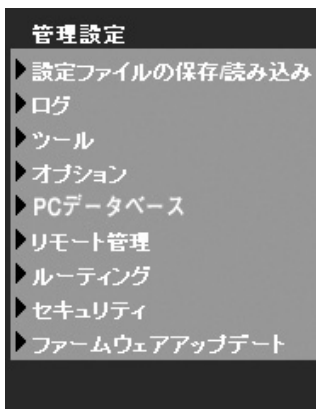 管理設定
設定ファイルの保存/読み込み
ログ
ツール
オプション
PCデータベース
リモート管理
ルーティング
セキュリティ
ファームウェアアップデート